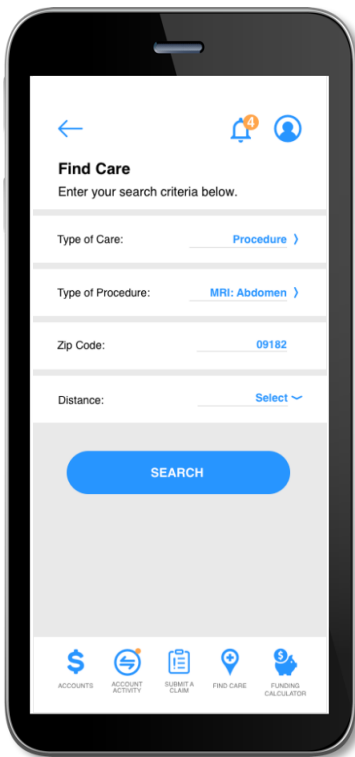 4
Find Care
Enter your search criteria below.
Type of Care: Procedure
Type of Procedure: MRI: Abdomen
Zip Code: 09182
Distance: Select
SEARCH
$ $
ACCOUNTS ACCOUNT SUBMIT A FIND CARE FUNDING
ACTIVITY CLAIM CALCULATOR